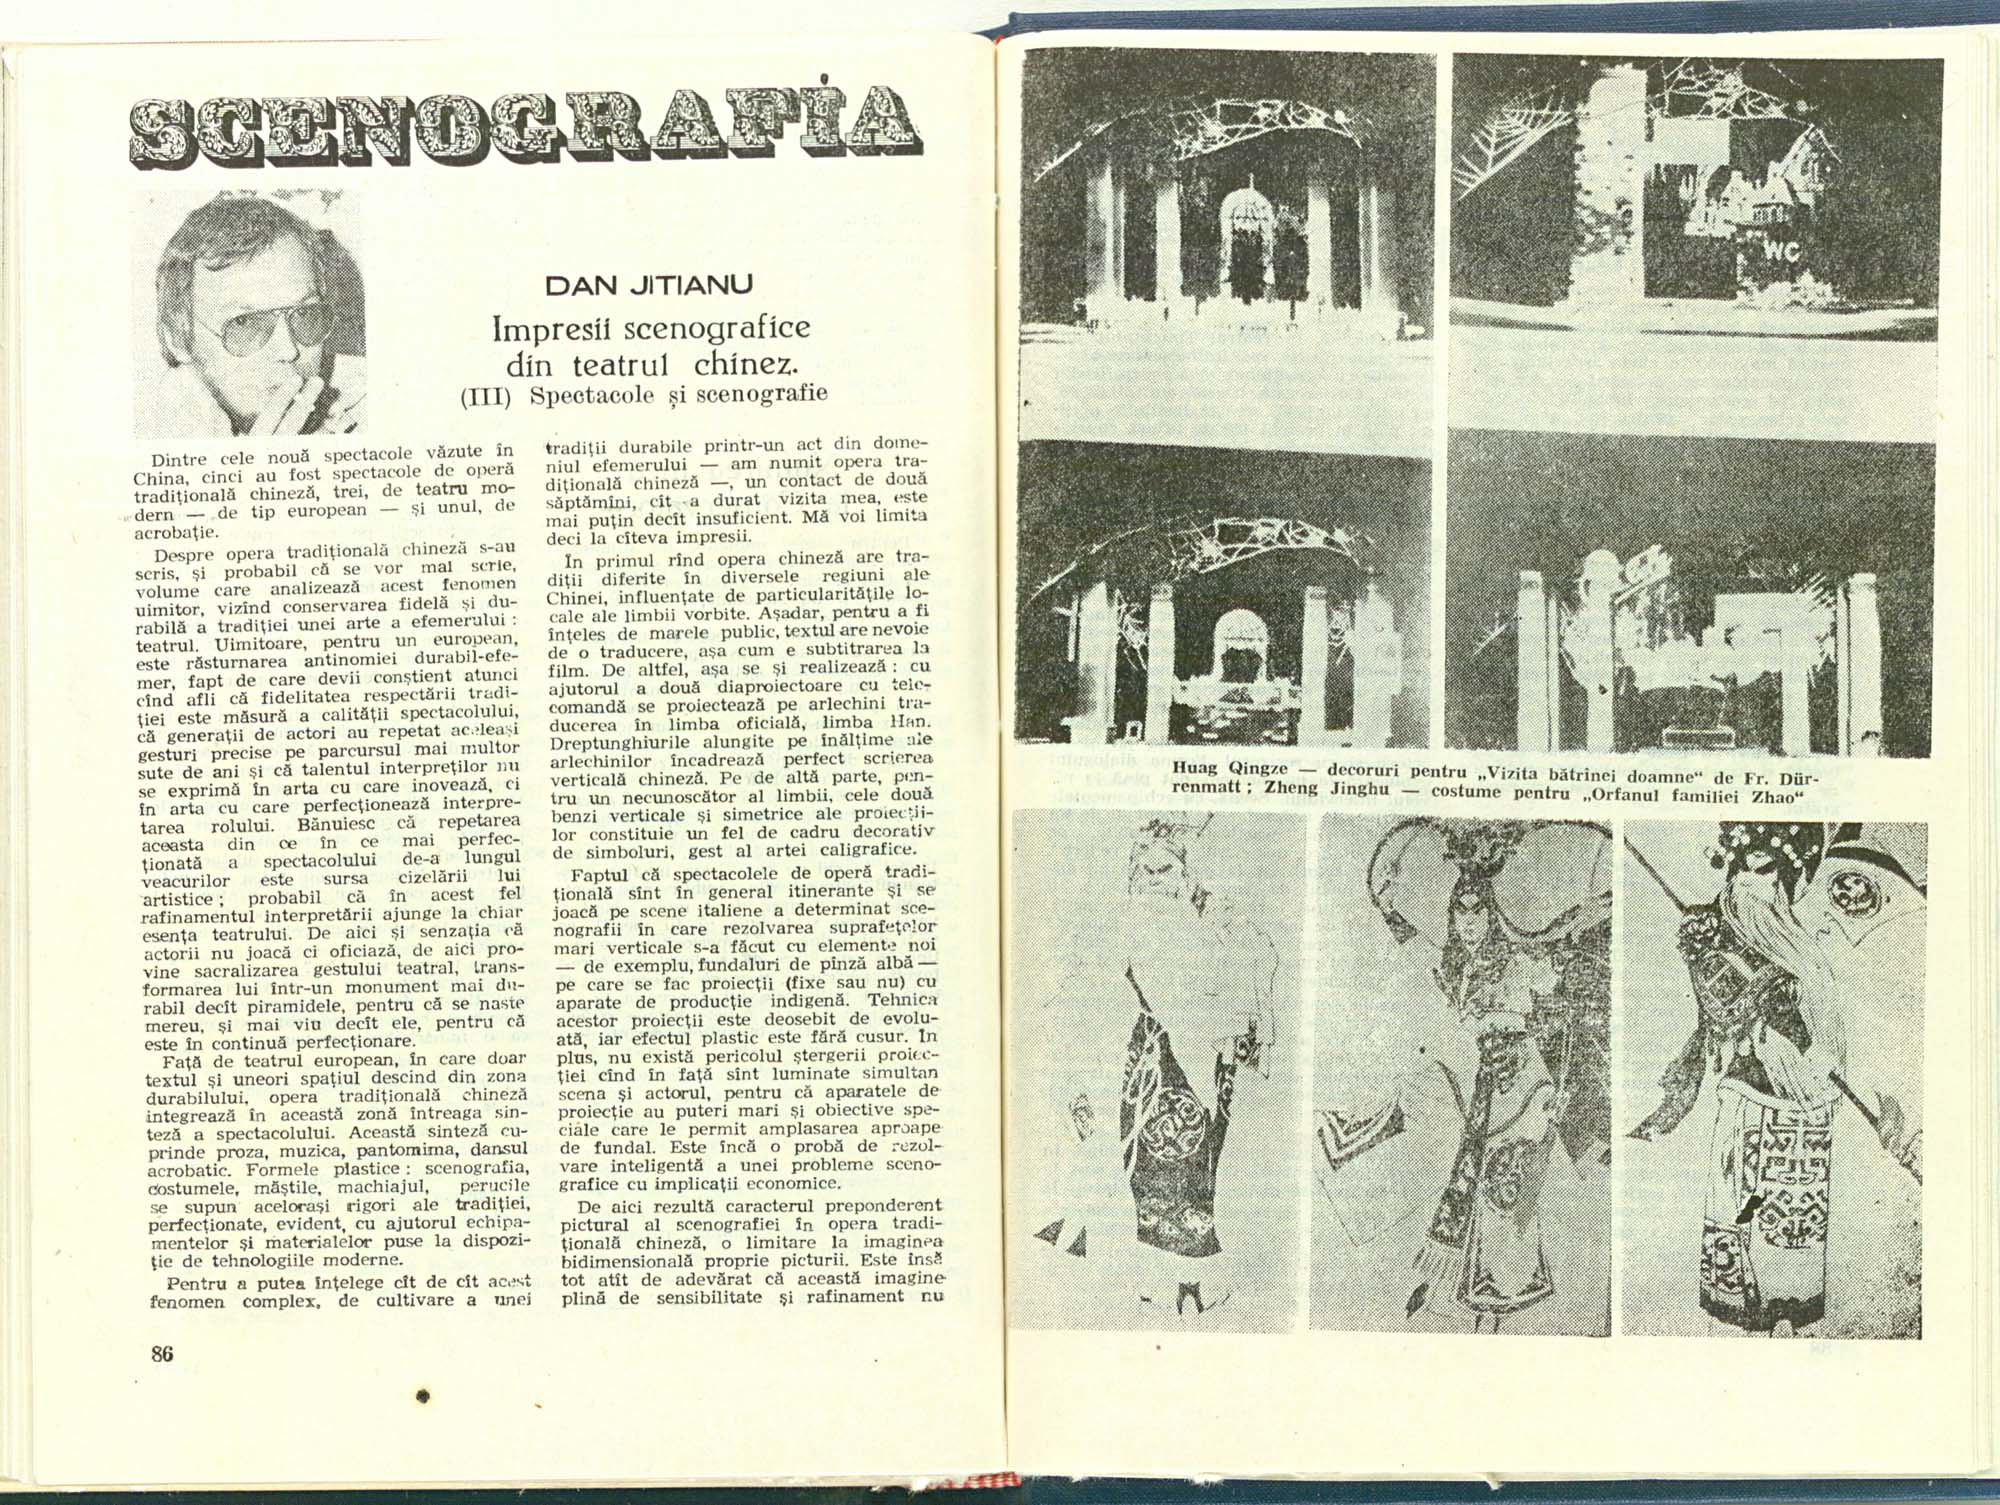 SCENOGRAFIA
DAN JITIANU
Impresii scenografice
din teatrul chinez.
(III) Spectacole și scenografie
Dintre cele nouă spectacole văzute în
China, cinci au fost spectacole de operă
tradițională chineză, trei, de teatru mo-
dern — de tip european — și unul, de
acrobație.
Despre opera tradițională chineză s-au
scris, și probabil că se vor mai scrie,
volume care analizează acest fenomen
uimitor, vizînd conservarea fidelă și du-
rabilă a tradiției unei arte a efemerului :
teatrul. Uimitoare, pentru un european,
este răsturnarea antinomiei durabil-efe-
mer, fapt de care devii conștient atunci
cînd afli că fidelitatea respectării tradi-
ției este măsură a calității spectacolului,
că generații de actori au repetat aceleași
gesturi precise pe parcursul mai multor
sute de ani și că talentul interpreților nu
se exprimă în arta cu care inovează, ci
în arta cu care perfecționează interpre-
tarea rolului. Bănuiesc că repetarea
aceasta din ce în ce mai perfec-
ționată a spectacolului de-a lungul
veacurilor este sursa cizelării lui
artistice ; probabil că în acest fel
rafinamentul interpretării ajunge la chiar
esența teatrului. De aici și senzația că
actorii nu joacă ci oficiază, de aici pro-
vine sacralizarea gestului teatral, trans-
formarea lui într-un monument mai du-
rabil decît piramidele, pentru că se naste
mereu, și mai viu decît ele, pentru că
este în continuă perfecționare.
Față de teatrul european, în care doar
textul și uneori spațiul descind din zona
durabilului, opera tradițională chineză
integrează în această zonă întreaga sin-
teză a spectacolului. Această sinteză cu-
prinde proza, muzica, pantomima, dansul
acrobatic. Formele plastice : scenografia,
costumele, măștile, machiajul, perucile
se supun acelorași rigori ale tradiției,
perfecționate, evident, cu ajutorul echipa-
mentelor și materialelor puse la dispozi-
ție de tehnologiile moderne.
Pentru a putea înțelege cît de cît acest
fenomen complex, de cultivare a unei
tradiții durabile printr-un act din dome-
niul efemerului — am numit opera tra-
dițională chineză —, un contact de două
săptămîni, cît a durat vizita mea, este
mai puțin decît insuficient. Mă voi limita
deci la cîteva impresii.
În primul rînd opera chineză are tra-
diții diferite în diversele regiuni ale
Chinei, influențate de particularitățile lo-
cale ale limbii vorbite. Așadar, pentru a fi
înțeles de marele public, textul are nevoie
de o traducere, așa cum e subtitrarea la
film. De altfel, așa se și realizează : cu
ajutorul a două diaproiectoare cu tele-
comandă se proiectează pe arlechini tra-
ducerea în limba oficială, limba Han.
Dreptunghiurile alungite pe înălțime ale
arlechinilor încadrează perfect scrierea
verticală chineză. Pe de altă parte, pen-
tru un necunoscător al limbii, cele două
benzi verticale și simetrice ale proiecții-
lor constituie un fel de cadru decorativ
de simboluri, gest al artei caligrafice.
Faptul că spectacolele de operă tradi-
țională sînt în general itinerante și se
joacă pe scene italiene a determinat sce-
nografii în care rezolvarea suprafețelor
mari verticale s-a făcut cu elemente noi
— de exemplu, fundaluri de pînză albă —
pe care se fac proiecții (fixe sau nu) cu
aparate de producție indigenă. Tehnica
acestor proiecții este deosebit de evolu-
ată, iar efectul plastic este fără cusur. În
plus, nu există pericolul ștergerii proiec-
ției cînd în față sînt luminate simultan
scena și actorul, pentru că aparatele de
proiecție au puteri mari și obiective spe-
ciale care le permit amplasarea aproape
de fundal. Este încă o probă de rezol-
vare inteligentă a unei probleme sceno-
grafice cu implicații economice.
De aici rezultă caracterul preponderent
pictural al scenografiei în opera tradi-
țională chineză, o limitare la imaginea
bidimensională proprie picturii. Este însă
tot atît de adevărat că această imagine
plină de sensibilitate și rafinament nu
86
WC
Huag Qingze — decoruri pentru „Vizita bătrînei doamne“ de Fr. Dür-
renmatt ; Zheng Jinghu — costume pentru „Orfanul familiei Zhao“